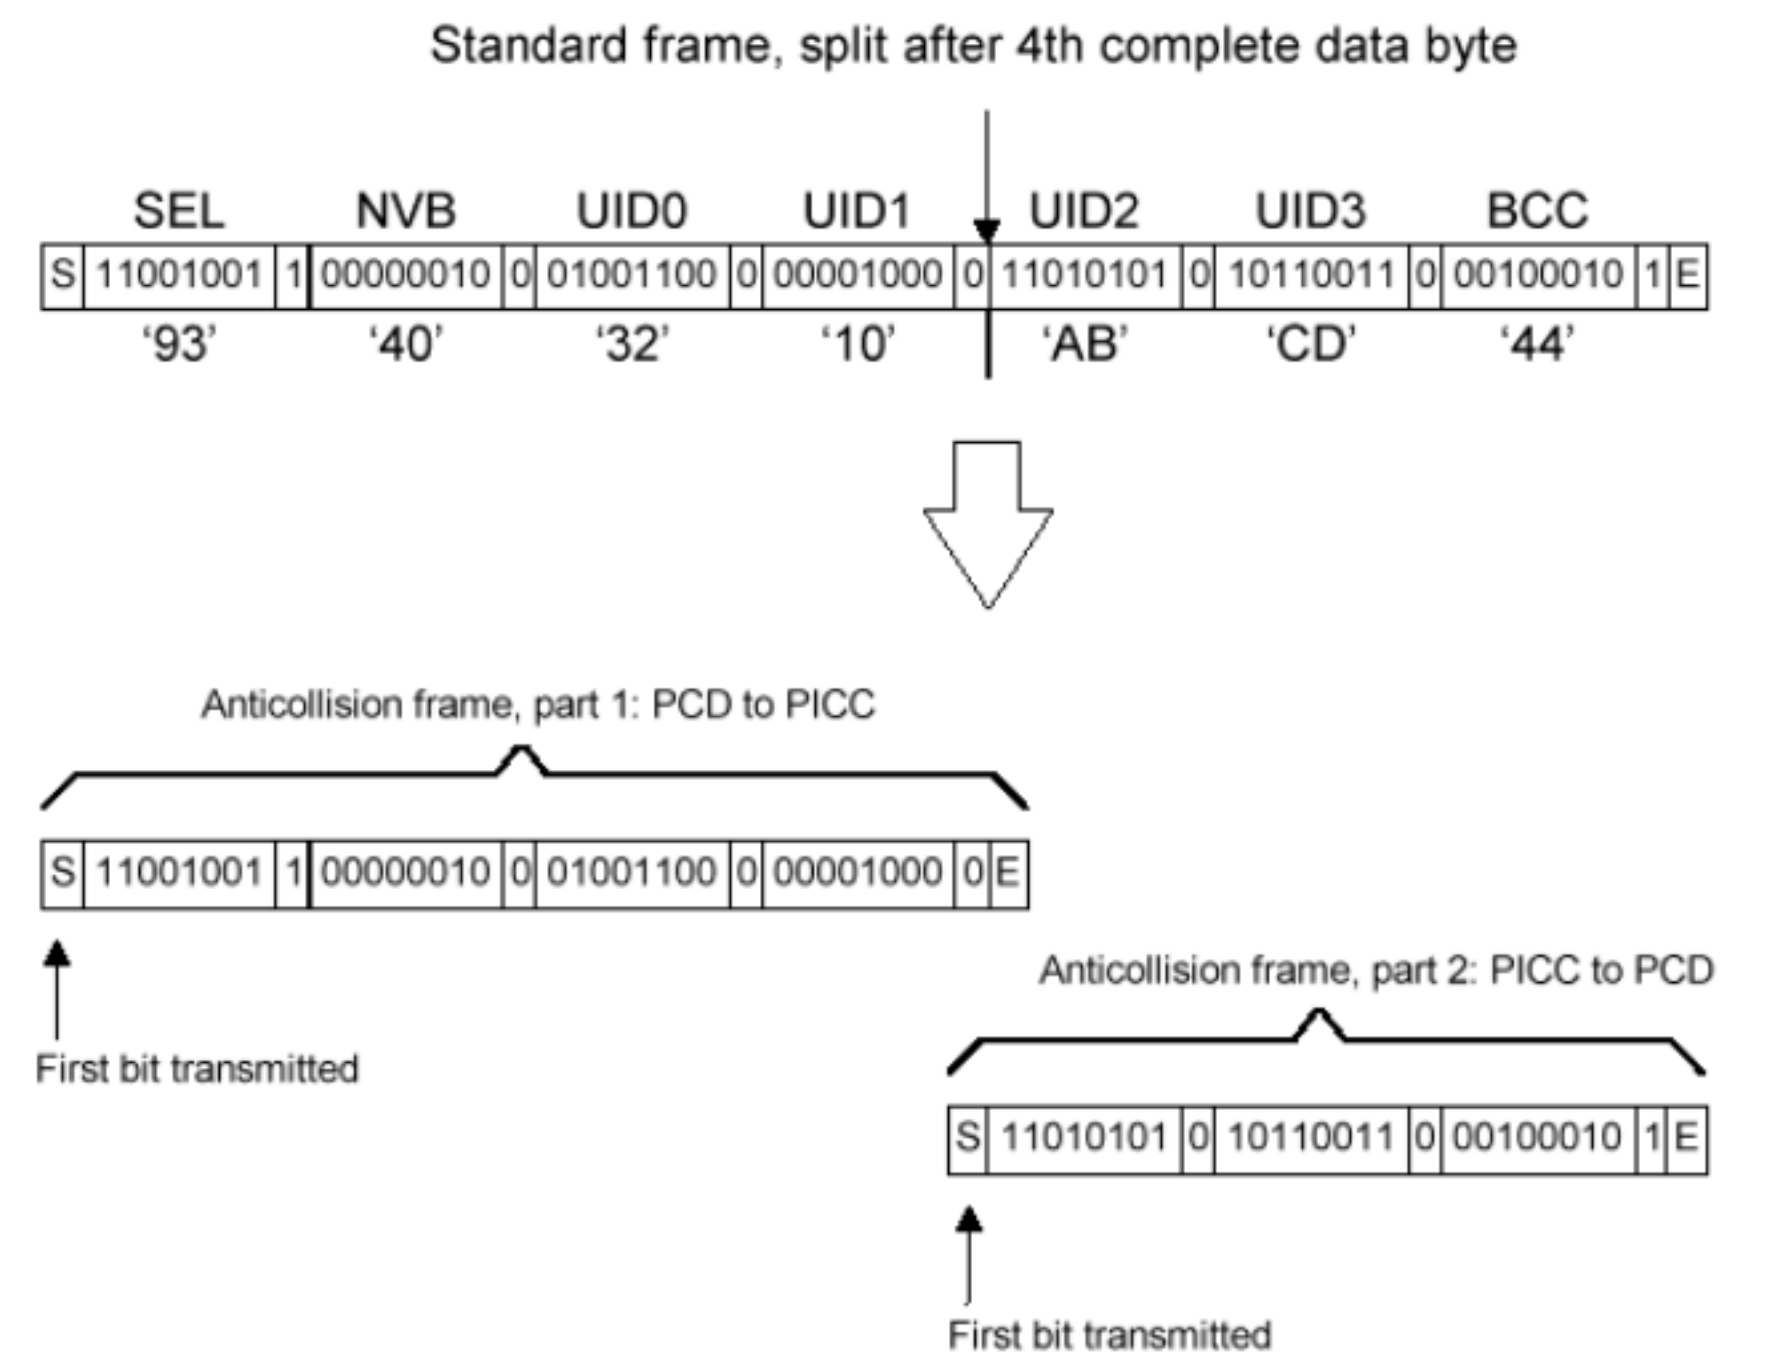 Standard frame, split after 4th complete data byte
SEL NVB UID0 UID1 UID2 UID3 BCC
S 11001001 1 00000010 0 01001100 0 00001000 0 11010101 0 10110011 0 00100010 1 E
‘93’ ‘40’ ‘32’ ‘10’ ‘AB’ ‘CD’ ‘44’
Anticollision frame, part 1: PCD to PICC
S 11001001 1 00000010 0 01001100 0 00001000 0 E
First bit transmitted
Anticollision frame, part 2: PICC to PCD
S 11010101 0 10110011 0 00100010 1 E
First bit transmitted